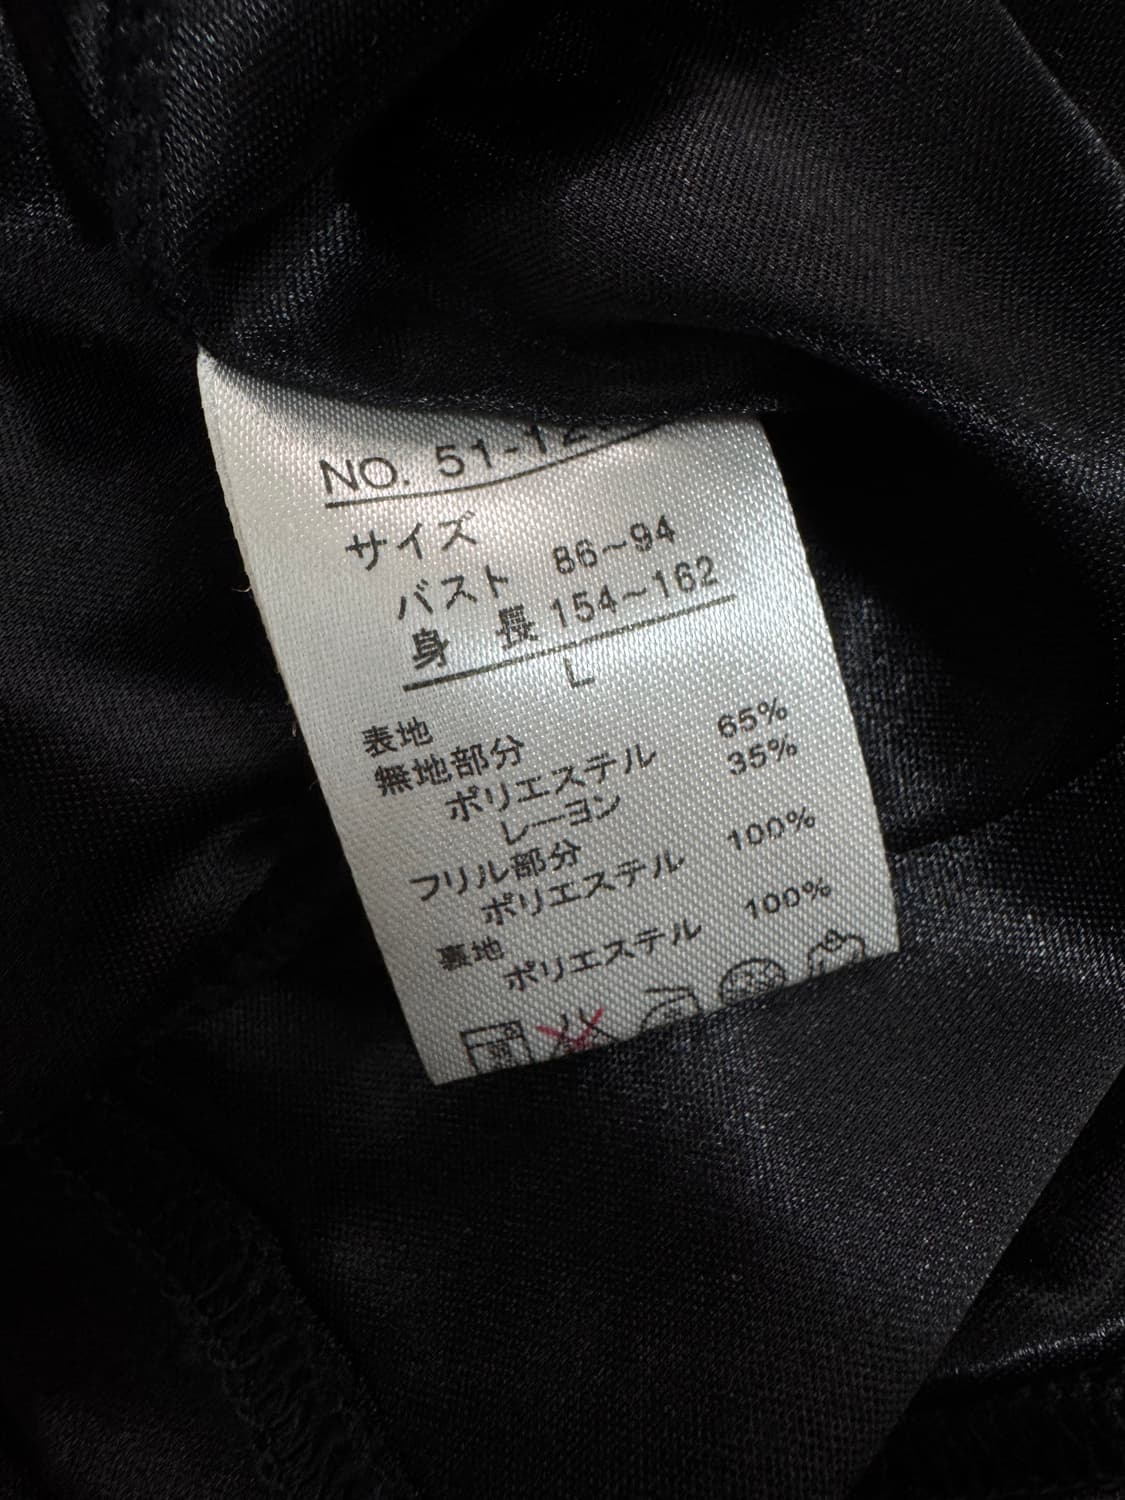 NO. 51-12
サイズ
バスト 86～94
身長 154～162
L
表地
無地部分
ポリエステル 65%
レーヨン 35%
フリル部分
ポリエステル 100%
裏地
ポリエステル 100%